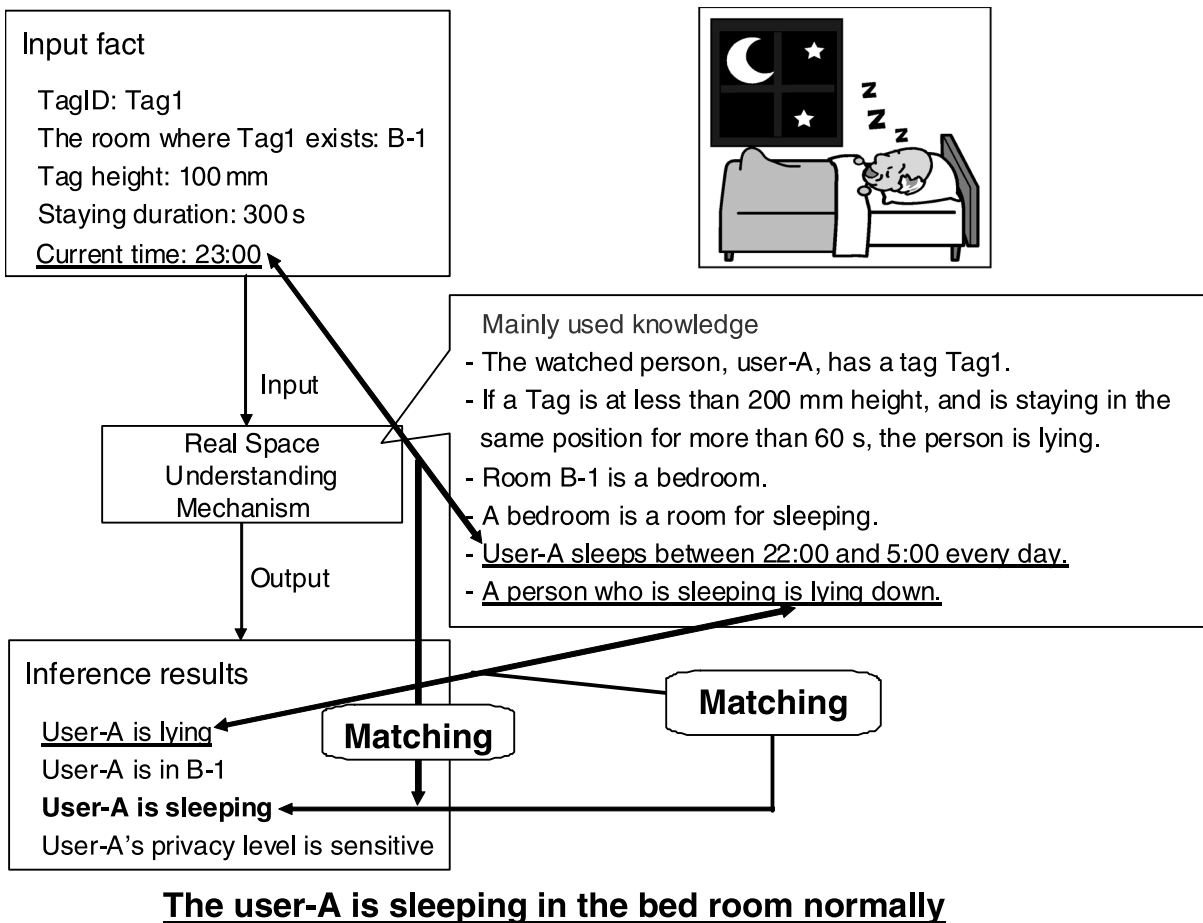 Input fact
TagID: Tag1
The room where Tag1 exists: B-1
Tag height: 100 mm
Staying duration: 300 s
Current time: 23:00
z
z
z
Input
Mainly used knowledge
- The watched person, user-A, has a tag Tag1.
- If a Tag is at less than 200 mm height, and is staying in the
same position for more than 60 s, the person is lying.
- Room B-1 is a bedroom.
- A bedroom is a room for sleeping.
- User-A sleeps between 22:00 and 5:00 every day.
- A person who is sleeping is lying down.
Real Space
Understanding
Mechanism
Output
Inference results
User-A is lying
User-A is in B-1
User-A is sleeping
User-A’s privacy level is sensitive
Matching
Matching
The user-A is sleeping in the bed room normally